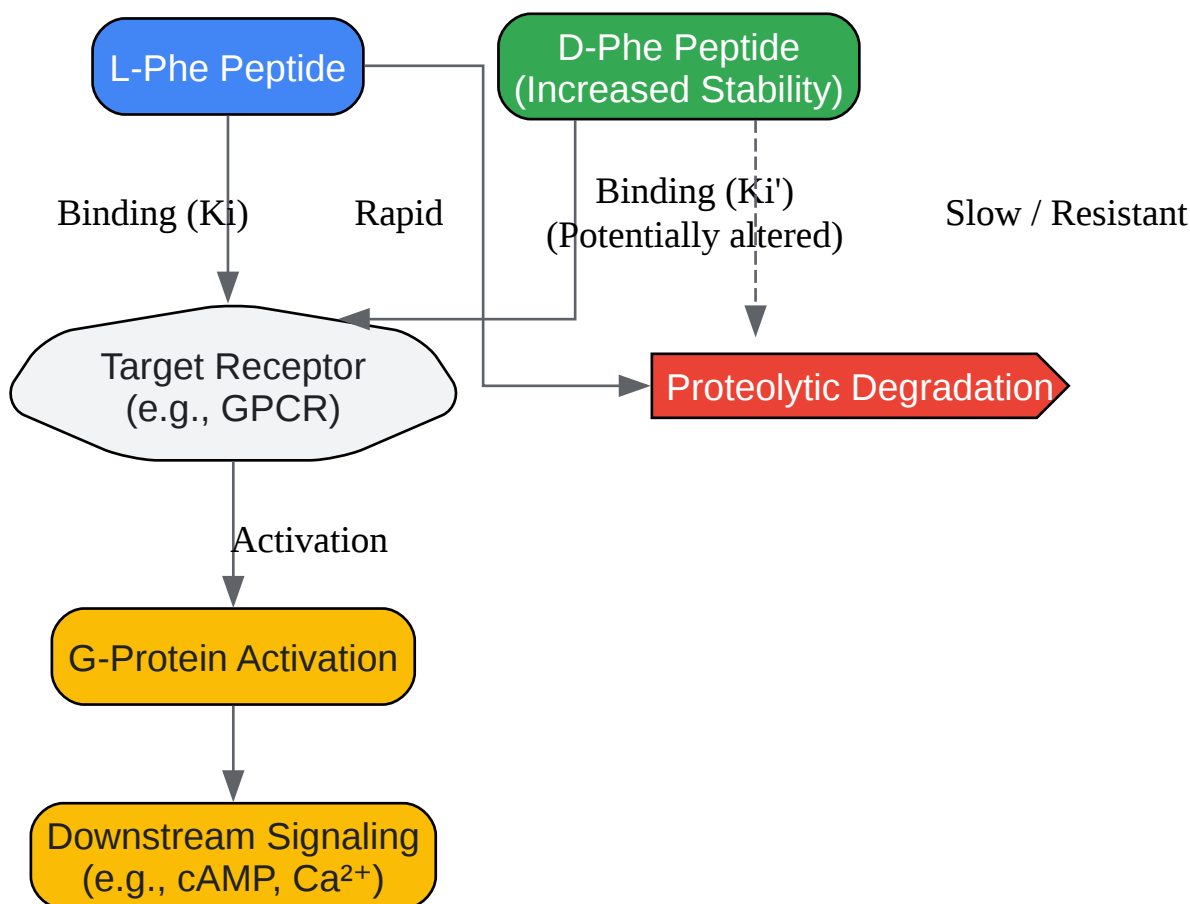 L-Phe Peptide
D-Phe Peptide
(Increased Stability)
Binding (Ki)
Rapid
Binding (Ki')
(Potentially altered)
Slow / Resistant
Target Receptor
(e.g., GPCR)
Proteolytic Degradation
Activation
G-Protein Activation
Downstream Signaling
(e.g., cAMP, Ca²⁺)